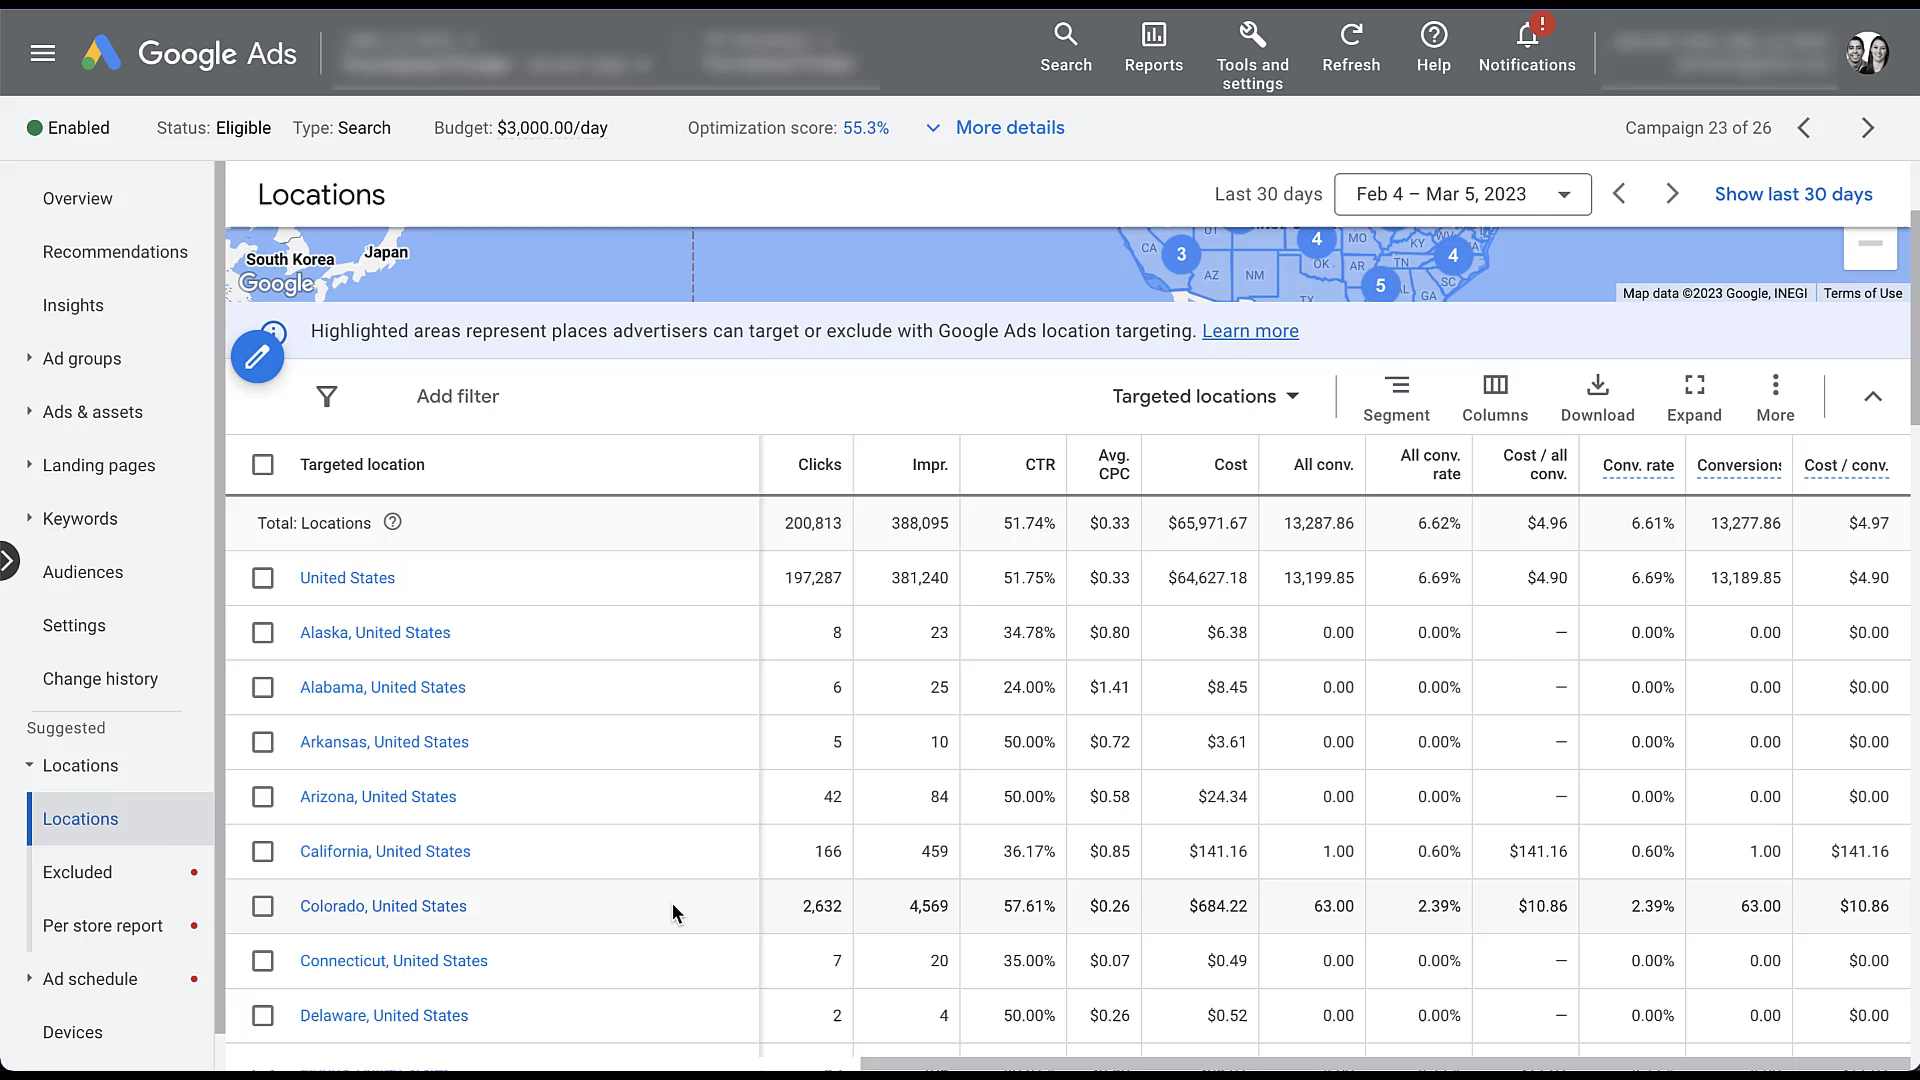 Google Ads
Search
Reports
Tools and
settings
Refresh
Help
!
Notifications
Enabled
Status: Eligible
Type: Search
Budget: $3,000.00/day
Optimization score: 55.3%
More details
Campaign 23 of 26
Overview
Recommendations
Insights
Ad groups
Ads & assets
Landing pages
Keywords
Audiences
Settings
Change history
Suggested
Locations
Locations
Excluded
Per store report
Ad schedule
Devices
Locations
Last 30 days
Feb 4 – Mar 5, 2023
Show last 30 days
South Korea
Japan
Google
CA
3
UT
AZ
NM
4
OK
TX
MO
AR
5
KY
TN
AL
GA
WV
VA
4
SC
Map data ©2023 Google, INEGI
Terms of Use
Highlighted areas represent places advertisers can target or exclude with Google Ads location targeting. Learn more
Add filter
Targeted locations
Segment
Columns
Download
Expand
More
Targeted location Clicks Impr. CTR Avg. CPC Cost All conv. All conv. rate Cost / all conv. Conv. rate Conversions Cost / conv.
Total: Locations 200,813 388,095 51.74% $0.33 $65,971.67 13,287.86 6.62% $4.96 6.61% 13,277.86 $4.97
United States 197,287 381,240 51.75% $0.33 $64,627.18 13,199.85 6.69% $4.90 6.69% 13,189.85 $4.90
Alaska, United States 8 23 34.78% $0.80 $6.38 0.00 0.00% — 0.00% 0.00 $0.00
Alabama, United States 6 25 24.00% $1.41 $8.45 0.00 0.00% — 0.00% 0.00 $0.00
Arkansas, United States 5 10 50.00% $0.72 $3.61 0.00 0.00% — 0.00% 0.00 $0.00
Arizona, United States 42 84 50.00% $0.58 $24.34 0.00 0.00% — 0.00% 0.00 $0.00
California, United States 166 459 36.17% $0.85 $141.16 1.00 0.60% $141.16 0.60% 1.00 $141.16
Colorado, United States 2,632 4,569 57.61% $0.26 $684.22 63.00 2.39% $10.86 2.39% 63.00 $10.86
Connecticut, United States 7 20 35.00% $0.07 $0.49 0.00 0.00% — 0.00% 0.00 $0.00
Delaware, United States 2 4 50.00% $0.26 $0.52 0.00 0.00% — 0.00% 0.00 $0.00